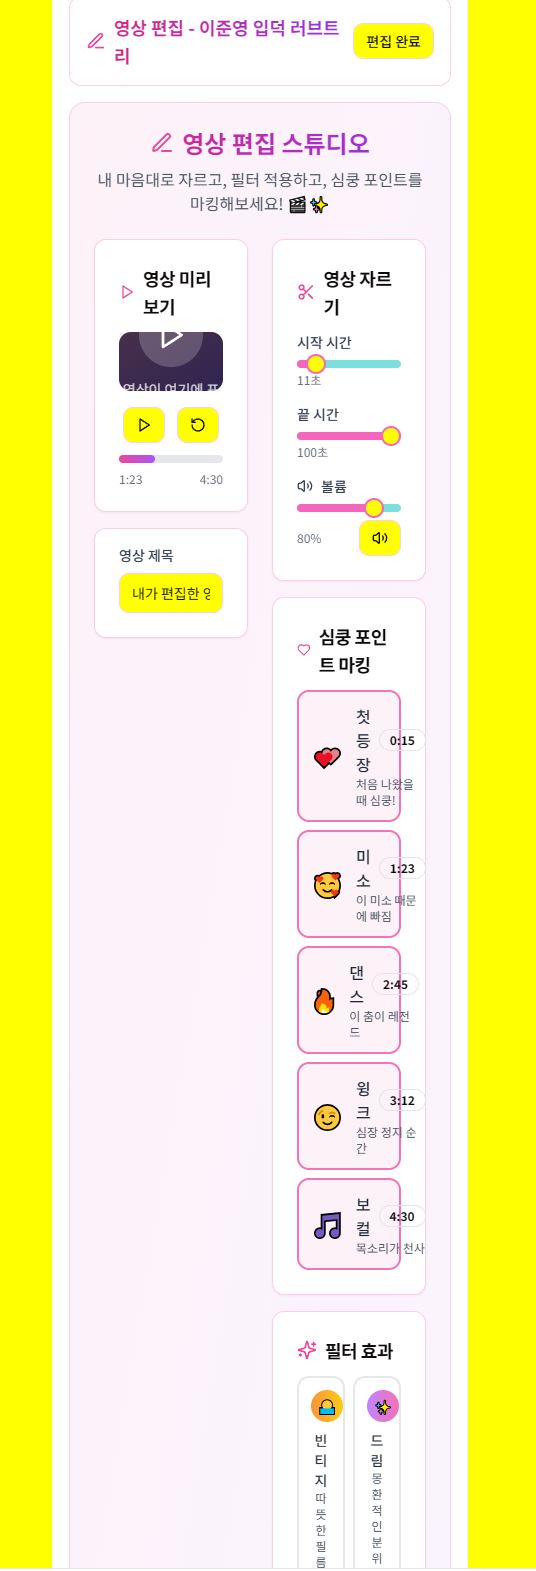 영상 편집 - 이준영 입덕 러브트
리
편집 완료
영상 편집 스튜디오
내 마음대로 자르고, 필터 적용하고, 심쿵 포인트를
마킹해보세요!
영상 미리
보기
영상이 여기에 표
1:23
4:30
영상 제목
내가 편집한 영
영상 자르
기
시작 시간
11초
끝 시간
100초
볼륨
80%
심쿵 포인
트 마킹
첫
등
장
0:15
처음 나왔을
때 심쿵!
미
소
1:23
이 미소 때문
에 빠짐
댄
스
2:45
이 춤이 레전
드
윙
크
3:12
심장 정지 순
간
보
컬
4:30
목소리가 천사
필터 효과
빈
티
지
따
뜻
한
필
름
드
림
몽
환
적
인
분
위